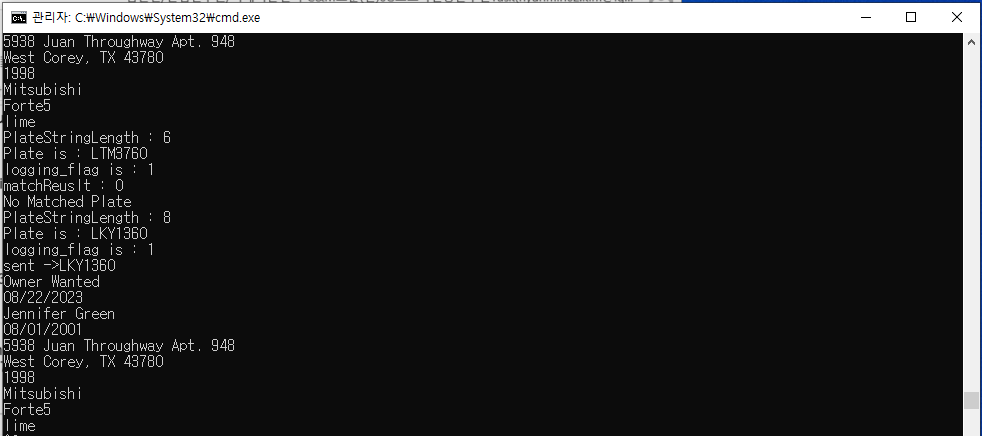 관리자: C:₩Windows₩System32₩cmd.exe
5938 Juan Throughway Apt. 948
West Corey, TX 43780
1998
Mitsubishi
Forte5
lime
PlateStringLength : 6
Plate is : LTM3760
logging_flag is : 1
matchReuslt : 0
No Matched Plate
PlateStringLength : 8
Plate is : LKY1360
logging_flag is : 1
sent ->LKY1360
Owner Wanted
08/22/2023
Jennifer Green
08/01/2001
5938 Juan Throughway Apt. 948
West Corey, TX 43780
1998
Mitsubishi
Forte5
lime